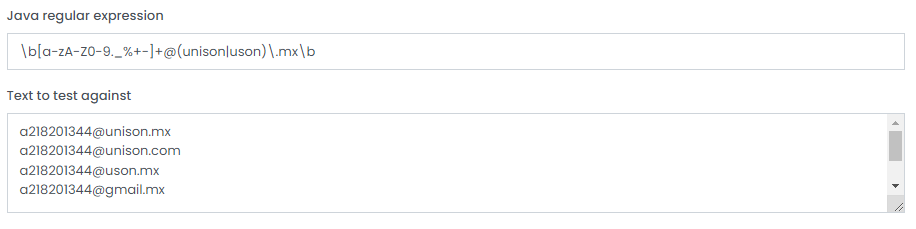 Java regular expression
\b[a-zA-Z0-9._%+-]+@(unison|uson)\.mx\b
Text to test against
a218201344@unison.mx
a218201344@unison.com
a218201344@uson.mx
a218201344@gmail.mx